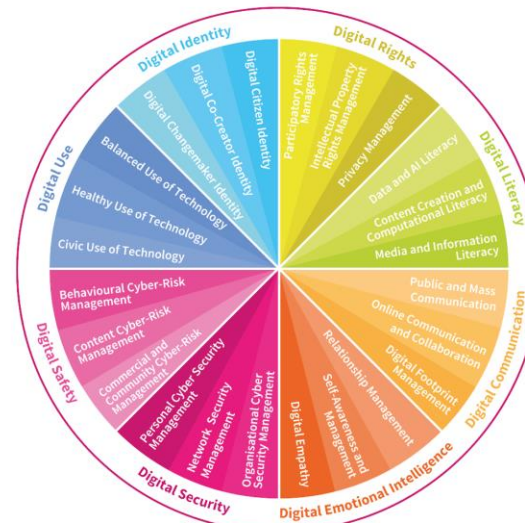 Digital Identity
Digital Citizen Identity
Digital Co-Creator Identity
Digital Changemaker Identity
Digital Rights
Participatory Rights
Management
Intellectual Property
Rights Management
Privacy Management
Digital Literacy
Data and AI Literacy
Content Creation and
Computational Literacy
Media and Information
Literacy
Digital Communication
Public and Mass
Communication
Online Communication
and Collaboration
Digital Footprint
Management
Digital Emotional Intelligence
Relationship Management
Self-Awareness and
Management
Digital Empathy
Digital Security
Organisational Cyber
Security Management
Network Security
Management
Personal Cyber Security
Management
Digital Safety
Commercial and
Community Cyber-Risk
Management
Content Cyber-Risk
Management
Behavioural Cyber-Risk
Management
Digital Use
Civic Use of Technology
Healthy Use of Technology
Balanced Use of Technology